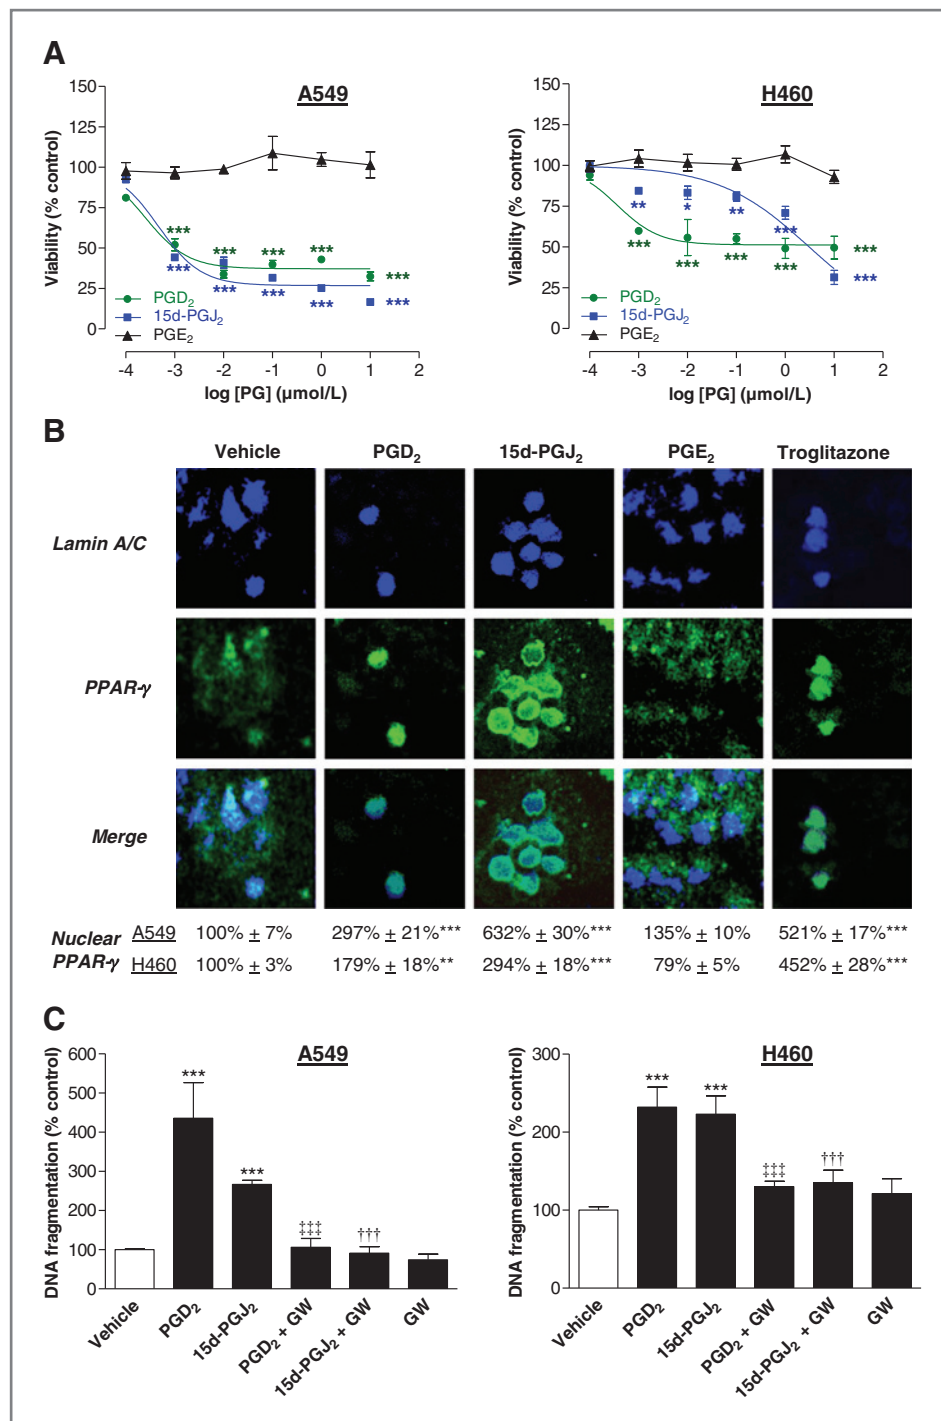 A
A549
Viability (% control)
150
125
100
75
50
25
0
***
***
***
***
***
***
***
***
***
***
PGD2
15d-PGJ2
PGE2
-4 -3 -2 -1 0 1 2
log [PG] (µmol/L)
H460
Viability (% control)
150
125
100
75
50
25
0
**
*
**
***
***
***
***
***
***
***
PGD2
15d-PGJ2
PGE2
-4 -3 -2 -1 0 1 2
log [PG] (µmol/L)
B
Vehicle PGD2 15d-PGJ2 PGE2 Troglitazone
Lamin A/C
PPAR-γ
Merge
Nuclear PPAR-γ
A549 100% ± 7% 297% ± 21%*** 632% ± 30%*** 135% ± 10% 521% ± 17%***
H460 100% ± 3% 179% ± 18%** 294% ± 18%*** 79% ± 5% 452% ± 28%***
C
A549
DNA fragmentation (% control)
600
500
400
300
200
100
0
***
***
‡‡‡
†††
Vehicle
PGD2
15d-PGJ2
PGD2 + GW
15d-PGJ2 + GW
GW
H460
DNA fragmentation (% control)
300
200
100
0
***
***
‡‡‡
†††
Vehicle
PGD2
15d-PGJ2
PGD2 + GW
15d-PGJ2 + GW
GW